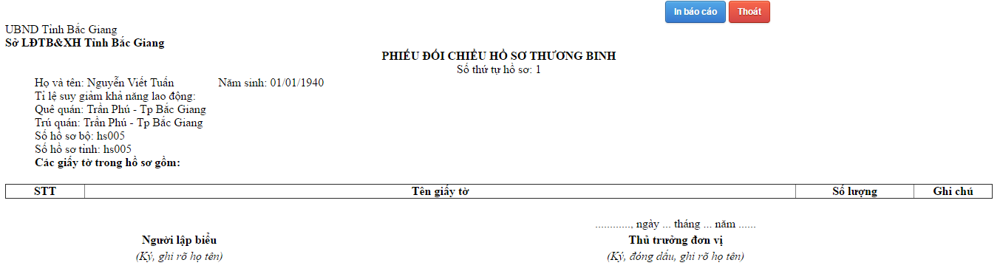 In báo cáo Thoát
UBND Tỉnh Bắc Giang
Sở LĐTB&XH Tỉnh Bắc Giang
PHIẾU ĐỐI CHIẾU HỒ SƠ THƯƠNG BINH
Số thứ tự hồ sơ: 1
Họ và tên: Nguyễn Viết Tuấn Năm sinh: 01/01/1940
Tỉ lệ suy giảm khả năng lao động:
Quê quán: Trần Phú - Tp Bắc Giang
Trú quán: Trần Phú - Tp Bắc Giang
Số hồ sơ bộ: hs005
Số hồ sơ tỉnh: hs005
Các giấy tờ trong hồ sơ gồm:
STT Tên giấy tờ Số lượng Ghi chú
............, ngày ... tháng ... năm ......
Người lập biểu Thủ trưởng đơn vị
(Ký, ghi rõ họ tên) (Ký, đóng dấu, ghi rõ họ tên)